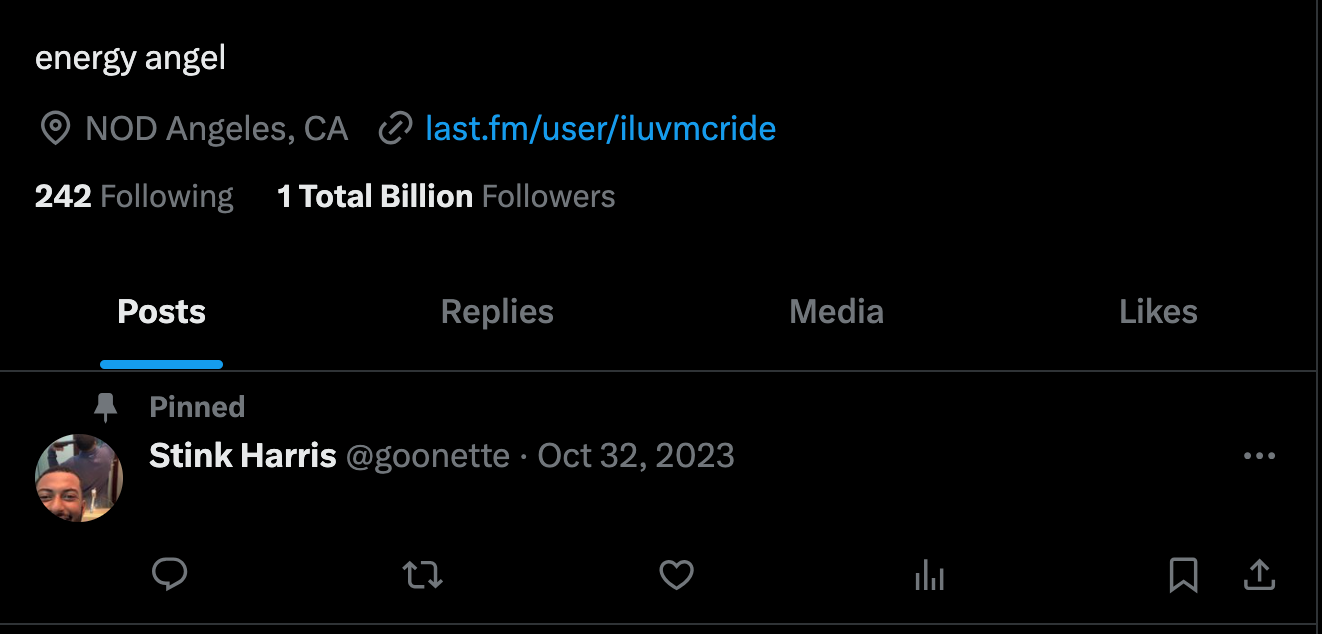 energy angel
NOD Angeles, CA last.fm/user/iluvmcride
242 Following 1 Total Billion Followers
Posts Replies Media Likes
Pinned
Stink Harris @goonette · Oct 32, 2023